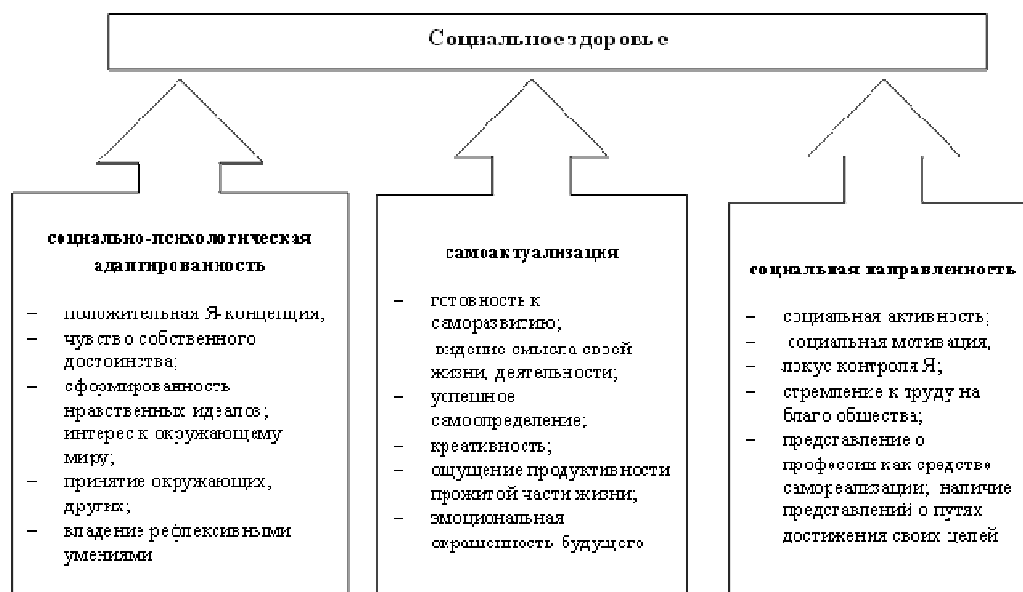 Социальное здоровье
социально-психологическая
адаптированность
– положительная Я-концепция;
– чувство собственного
достоинства;
– сформированность
нравственных идеалов;
интерес к окружающему
миру;
– принятие окружающих,
других;
– владение рефлексивными
умениями
самоактуализация
– готовность к
саморазвитию;
видение смысла своей
жизни, деятельности;
– успешное
самоопределение;
– креативность;
– ощущение продуктивности
прожитой части жизни;
– эмоциональная
окрашенность будущего
социальная направленность
– социальная активность;
– социальная мотивация,
– локус контроля Я;
– стремление к труду на
благо общества;
– представление о
профессии как средстве
самореализации; наличие
представлений о путях
достижения своих целей